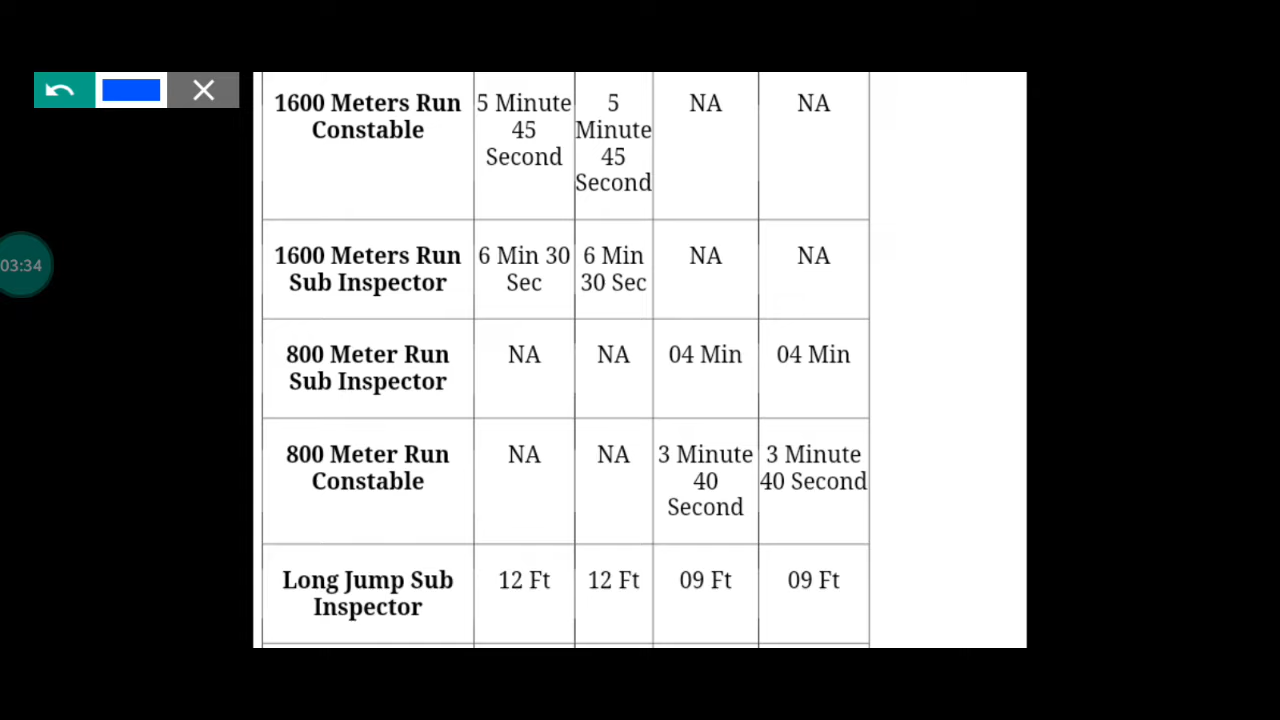 1600 Meters Run
Constable
5 Minute
45
Second
5
Minute
45
Second
NA
NA
03:34
1600 Meters Run
Sub Inspector
6 Min 30
Sec
6 Min
30 Sec
NA
NA
800 Meter Run
Sub Inspector
NA
NA
04 Min
04 Min
800 Meter Run
Constable
NA
NA
3 Minute
40
Second
3 Minute
40 Second
Long Jump Sub
Inspector
12 Ft
12 Ft
09 Ft
09 Ft